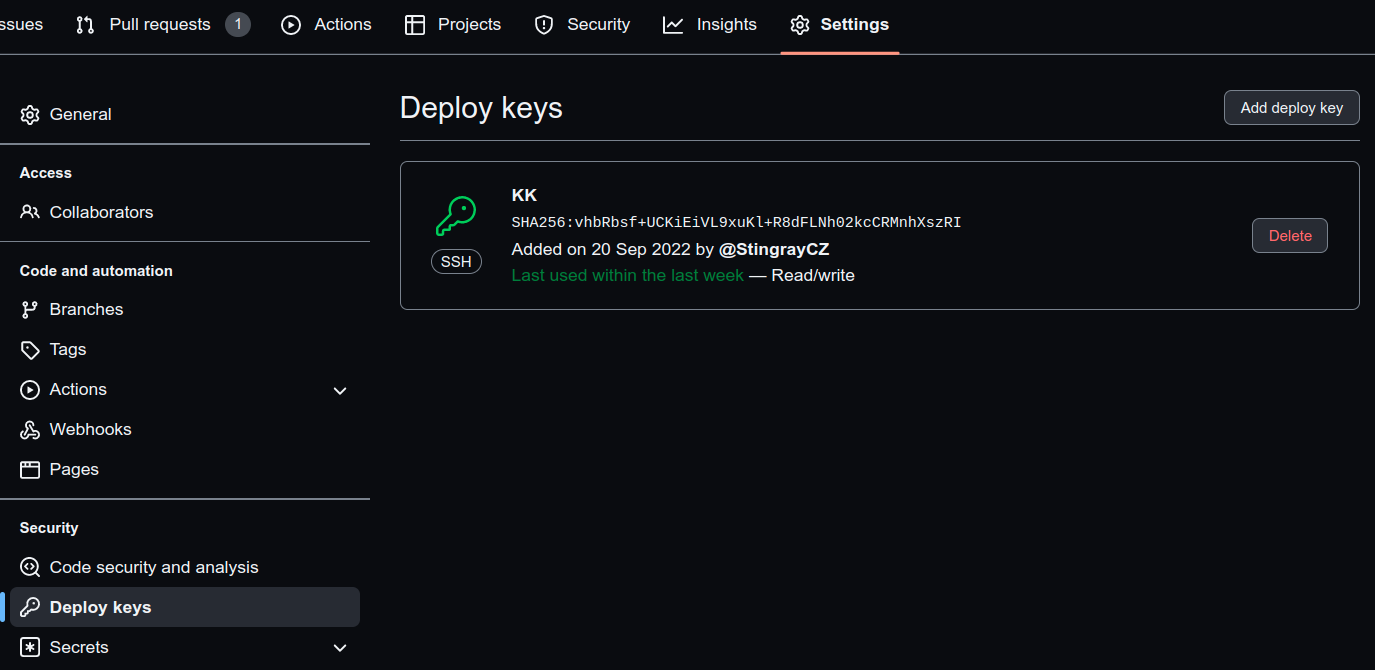 ssues Pull requests 1 Actions Projects Security Insights Settings
General
Access
Collaborators
Code and automation
Branches
Tags
Actions
Webhooks
Pages
Security
Code security and analysis
Deploy keys
Secrets
Deploy keys
Add deploy key
KK
SHA256:vhbRbsf+UCKiEiVL9xuKl+R8dFLNh02kcCRMnhXszRI
Added on 20 Sep 2022 by @StingrayCZ
Last used within the last week — Read/write
SSH
Delete